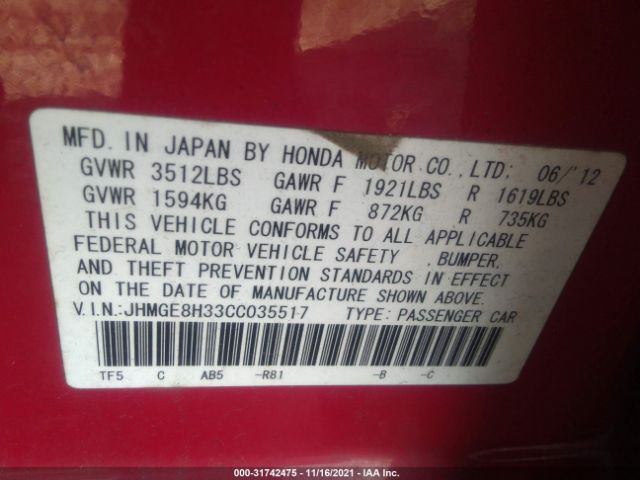 MFD. IN JAPAN BY HONDA MOTOR CO., LTD; 06/'12
GVWR 3512LBS GAWR F 1921LBS R 1619LBS
GVWR 1594KG GAWR F 872KG R 735KG
THIS VEHICLE CONFORMS TO ALL APPLICABLE
FEDERAL MOTOR VEHICLE SAFETY ,BUMPER,
AND THEFT PREVENTION STANDARDS IN EFFECT
ON THE DATE OF MANUFACTURE SHOWN ABOVE.
V.I.N.:JHMGE8H33CC035517 TYPE: PASSENGER CAR
TF5 C AB5 -R81 -B -C
000-31742475 - 11/16/2021 - IAA Inc.